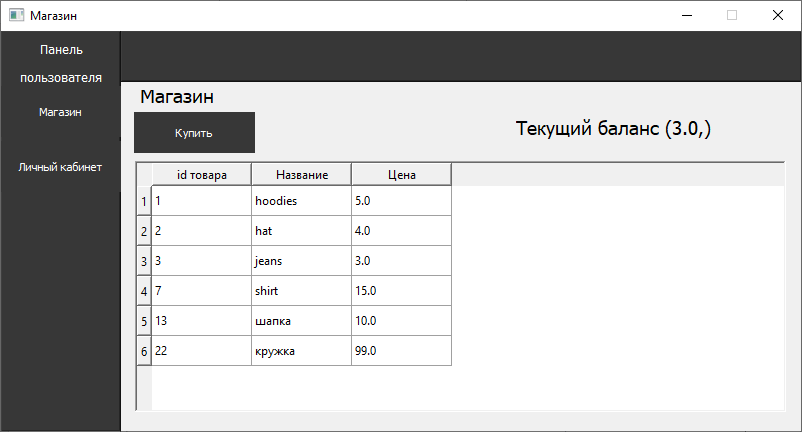 Магазин
Панель
пользователя
Магазин
Личный кабинет
Магазин
Купить
Текущий баланс (3.0,)
id товара Название Цена
1 1 hoodies 5.0
2 2 hat 4.0
3 3 jeans 3.0
4 7 shirt 15.0
5 13 шапка 10.0
6 22 кружка 99.0